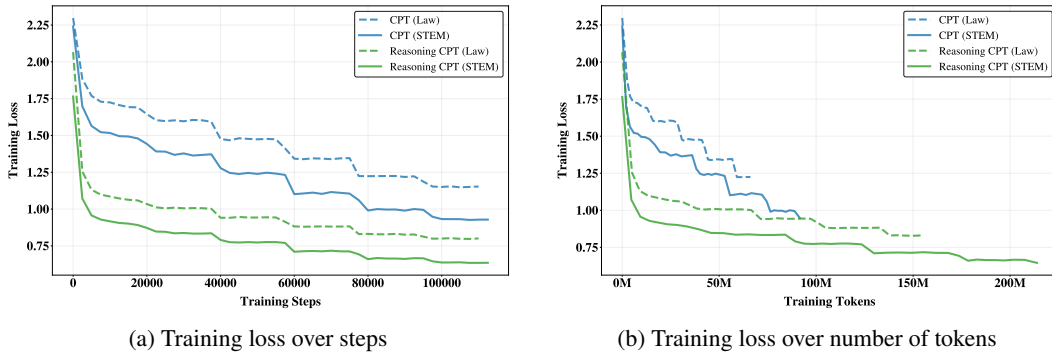 2.25
2.00
1.75
1.50
1.25
1.00
0.75
Training Loss
0
20000
40000
60000
80000
100000
Training Steps
CPT (Law)
CPT (STEM)
Reasoning CPT (Law)
Reasoning CPT (STEM)
(a) Training loss over steps
2.25
2.00
1.75
1.50
1.25
1.00
0.75
Training Loss
0M
50M
100M
150M
200M
Training Tokens
CPT (Law)
CPT (STEM)
Reasoning CPT (Law)
Reasoning CPT (STEM)
(b) Training loss over number of tokens